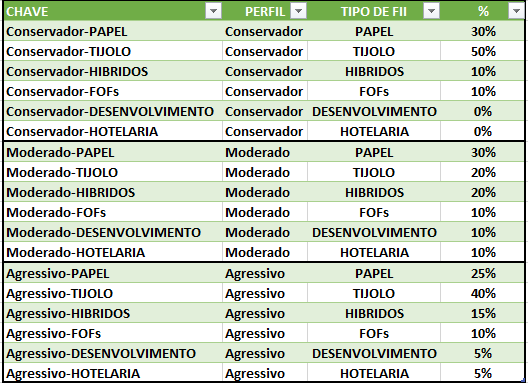 CHAVE PERFIL TIPO DE FII %
Conservador-PAPEL Conservador PAPEL 30%
Conservador-TIJOLO Conservador TIJOLO 50%
Conservador-HIBRIDOS Conservador HIBRIDOS 10%
Conservador-FOFs Conservador FOFs 10%
Conservador-DESENVOLVIMENTO Conservador DESENVOLVIMENTO 0%
Conservador-HOTELARIA Conservador HOTELARIA 0%
Moderado-PAPEL Moderado PAPEL 30%
Moderado-TIJOLO Moderado TIJOLO 20%
Moderado-HIBRIDOS Moderado HIBRIDOS 20%
Moderado-FOFs Moderado FOFs 10%
Moderado-DESENVOLVIMENTO Moderado DESENVOLVIMENTO 10%
Moderado-HOTELARIA Moderado HOTELARIA 10%
Agressivo-PAPEL Agressivo PAPEL 25%
Agressivo-TIJOLO Agressivo TIJOLO 40%
Agressivo-HIBRIDOS Agressivo HIBRIDOS 15%
Agressivo-FOFs Agressivo FOFs 10%
Agressivo-DESENVOLVIMENTO Agressivo DESENVOLVIMENTO 5%
Agressivo-HOTELARIA Agressivo HOTELARIA 5%